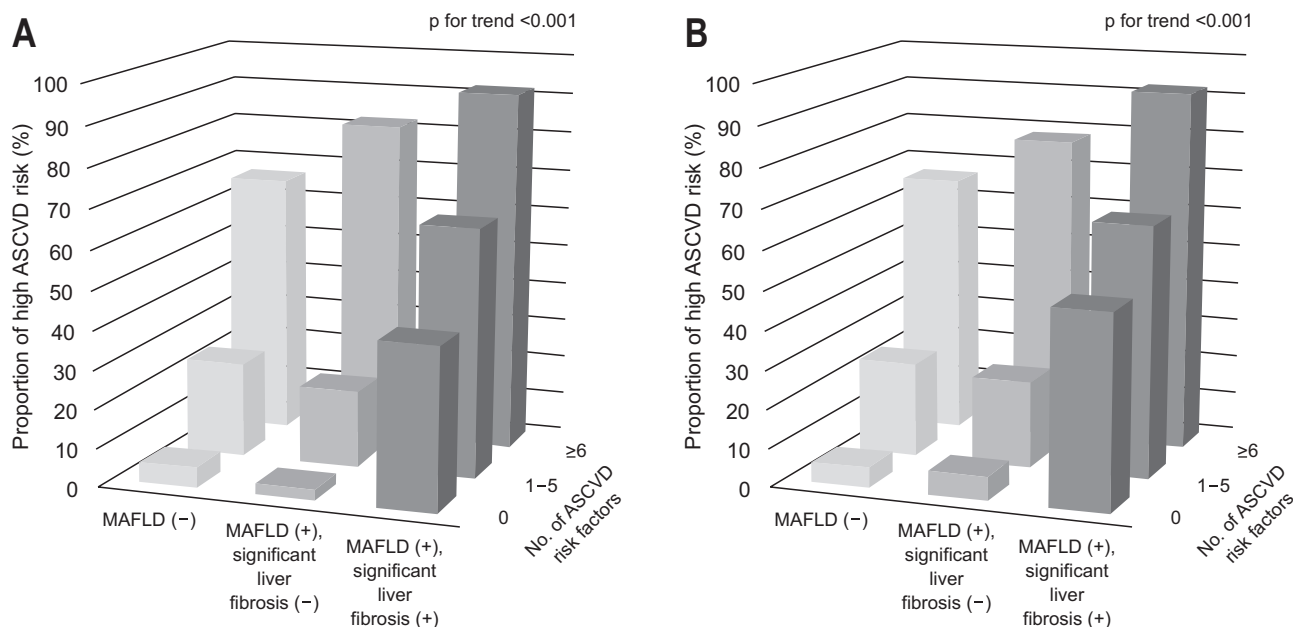 A
p for trend <0.001
Proportion of high ASCVD risk (%)
100
90
80
70
60
50
40
30
20
10
0
MAFLD (−)
MAFLD (+),
significant
liver
fibrosis (−)
MAFLD (+),
significant
liver
fibrosis (+)
0
1−5
≥6
No. of ASCVD
risk factors
B
p for trend <0.001
Proportion of high ASCVD risk (%)
100
90
80
70
60
50
40
30
20
10
0
MAFLD (−)
MAFLD (+),
significant
liver
fibrosis (−)
MAFLD (+),
significant
liver
fibrosis (+)
0
1−5
≥6
No. of ASCVD
risk factors